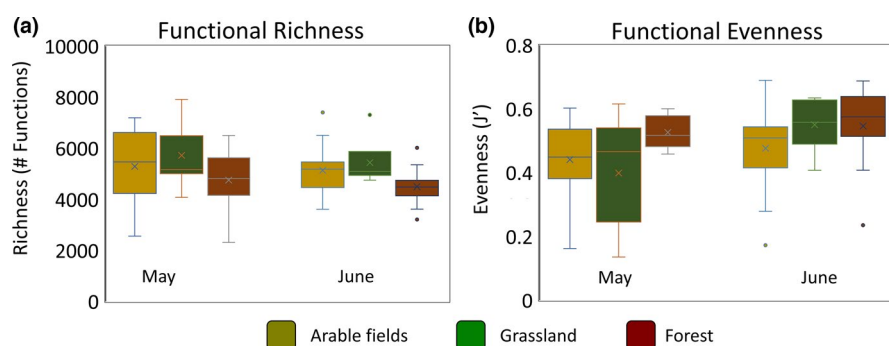 (a)
Functional Richness
Richness (# Functions)
10000
8000
6000
4000
2000
0
May
June
(b)
Functional Evenness
Evenness (J’)
0.8
0.6
0.4
0.2
0
May
June
Arable fields
Grassland
Forest